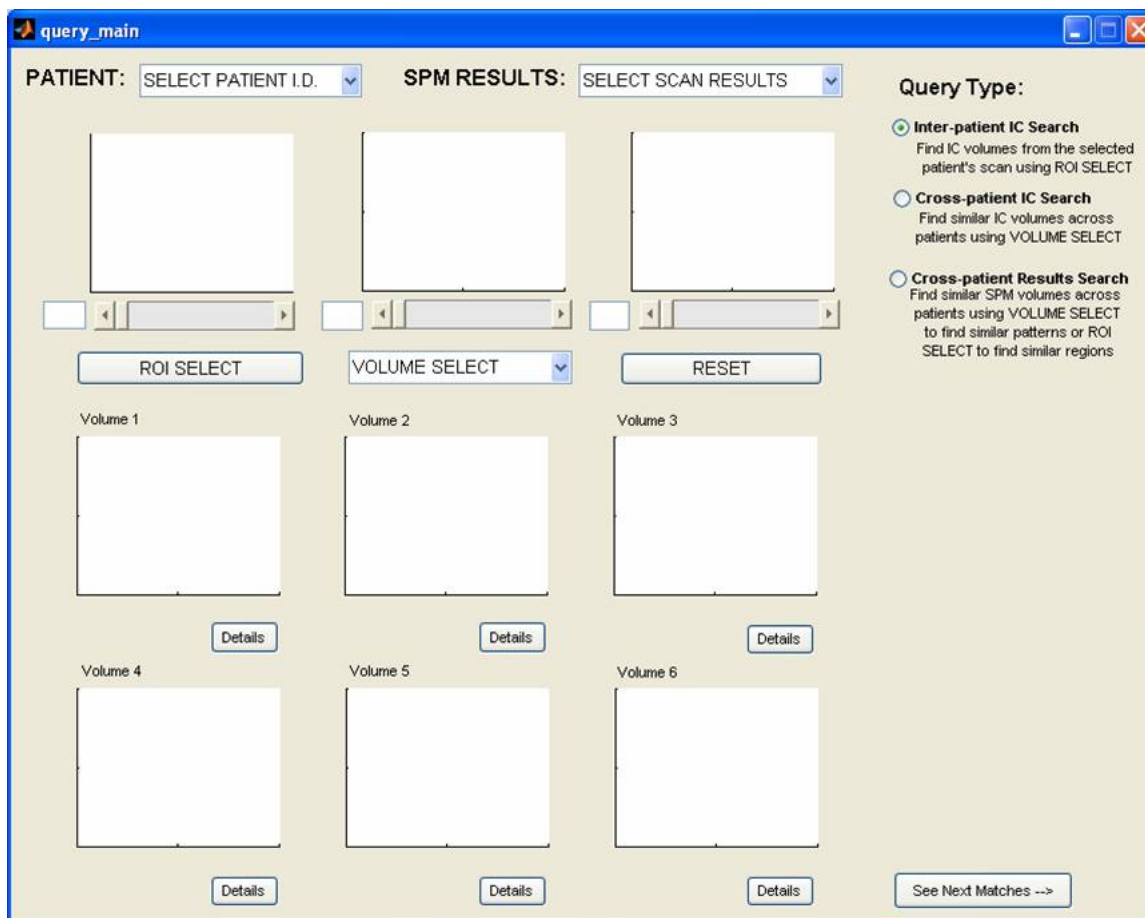 query_main
PATIENT: SELECT PATIENT I.D. SPM RESULTS: SELECT SCAN RESULTS
Query Type:
Inter-patient IC Search
Find IC volumes from the selected
patient's scan using ROI SELECT
Cross-patient IC Search
Find similar IC volumes across
patients using VOLUME SELECT
Cross-patient Results Search
Find similar SPM volumes across
patients using VOLUME SELECT
to find similar patterns or ROI
SELECT to find similar regions
ROI SELECT VOLUME SELECT RESET
Volume 1 Volume 2 Volume 3
Details Details Details
Volume 4 Volume 5 Volume 6
Details Details Details
See Next Matches -->